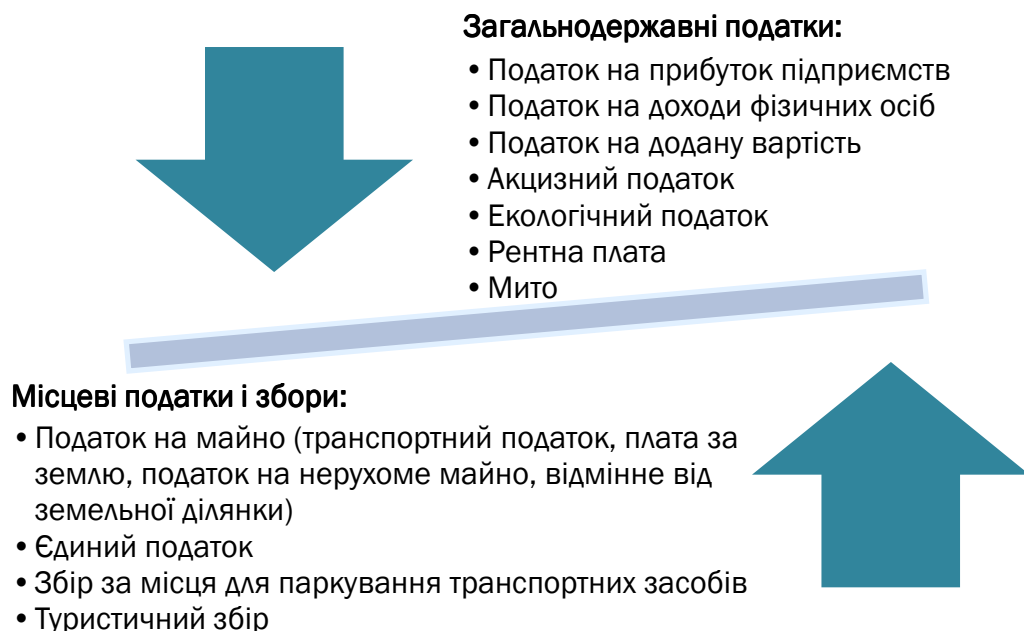 Загальнодержавні податки:
• Податок на прибуток підприємств
• Податок на доходи фізичних осіб
• Податок на додану вартість
• Акцизний податок
• Екологічний податок
• Рентна плата
• Мито
Місцеві податки і збори:
• Податок на майно (транспортний податок, плата за
землю, податок на нерухоме майно, відмінне від
земельної ділянки)
• Єдиний податок
• Збір за місця для паркування транспортних засобів
• Туристичний збір